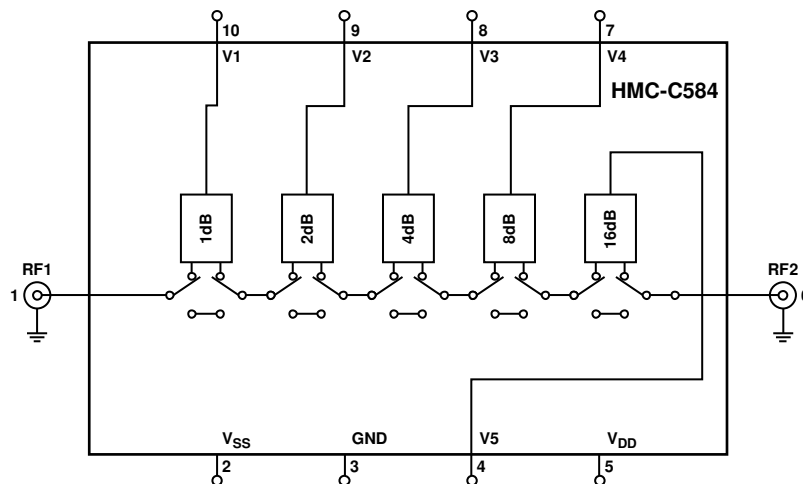 10 9 8 7
V1 V2 V3 V4
HMC-C584
1dB 2dB 4dB 8dB 16dB
RF1 RF2
1
VSS GND V5 VDD
2 3 4 5